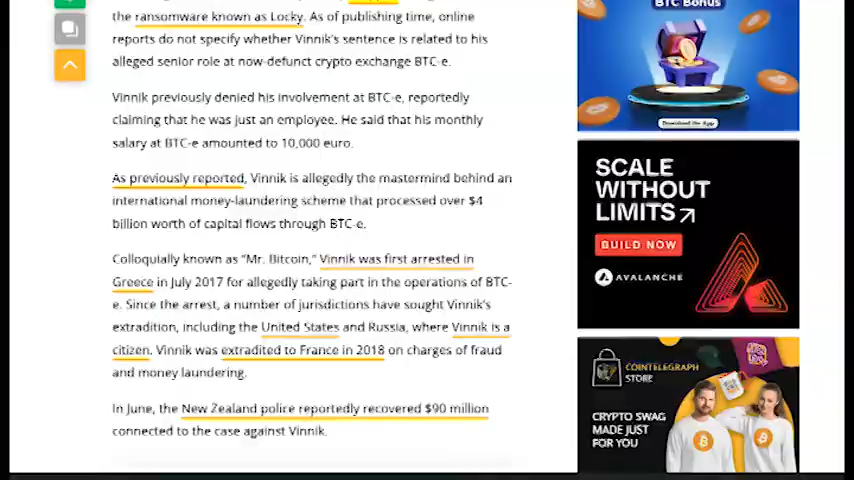 the ransomware known as Locky. As of publishing time, online
reports do not specify whether Vinnik's sentence is related to his
alleged senior role at now-defunct crypto exchange BTC-e.
Vinnik previously denied his involvement at BTC-e, reportedly
claiming that he was just an employee. He said that his monthly
salary at BTC-e amounted to 10,000 euro.
As previously reported, Vinnik is allegedly the mastermind behind an
international money-laundering scheme that processed over $4
billion worth of capital flows through BTC-e.
Colloquially known as “Mr. Bitcoin,” Vinnik was first arrested in
Greece in July 2017 for allegedly taking part in the operations of BTC-
e. Since the arrest, a number of jurisdictions have sought Vinnik's
extradition, including the United States and Russia, where Vinnik is a
citizen. Vinnik was extradited to France in 2018 on charges of fraud
and money laundering.
In June, the New Zealand police reportedly recovered $90 million
connected to the case against Vinnik.
BTC Bonus
Download the App
SCALE
WITHOUT
LIMITS
BUILD NOW
AVALANCHE
COINTELEGRAPH
STORE
CRYPTO SWAG
MADE JUST
FOR YOU